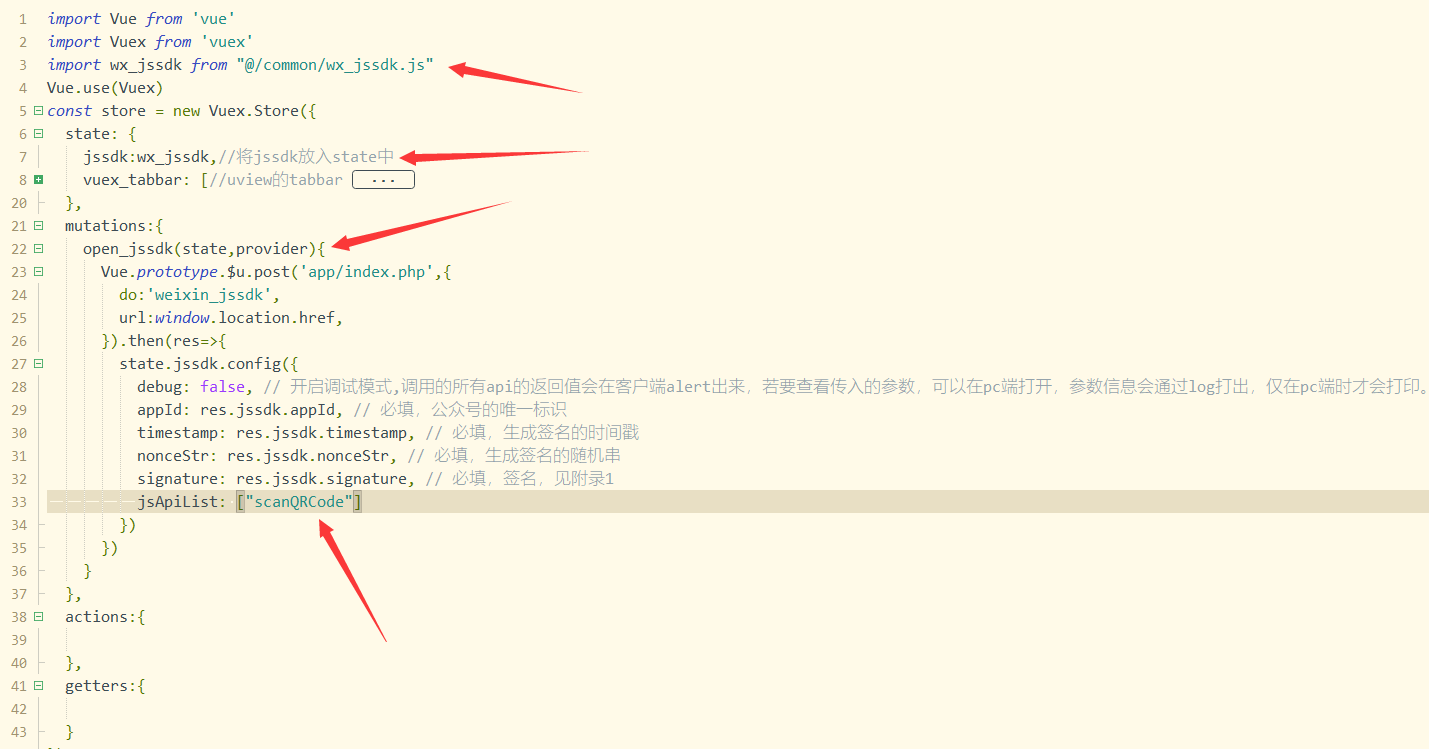 1 import Vue from 'vue'
2 import Vuex from 'vuex'
3 import wx_jssdk from "@/common/wx_jssdk.js"
4 Vue.use(Vuex)
5 const store = new Vuex.Store({
6 state: {
7 jssdk:wx_jssdk,//将jssdk放入state中
8 vuex_tabbar: [//uview的tabbar ...
20 },
21 mutations:{
22 open_jssdk(state,provider){
23 Vue.prototype.$u.post('app/index.php',{
24 do:'weixin_jssdk',
25 url:window.location.href,
26 }).then(res=>{
27 state.jssdk.config({
28 debug: false, // 开启调试模式,调用的所有api的返回值会在客户端alert出来，若要查看传入的参数，可以在pc端打开，参数信息会通过log打出，仅在pc端时才会打印。
29 appId: res.jssdk.appId, // 必填，公众号的唯一标识
30 timestamp: res.jssdk.timestamp, // 必填，生成签名的时间戳
31 nonceStr: res.jssdk.nonceStr, // 必填，生成签名的随机串
32 signature: res.jssdk.signature, // 必填，签名，见附录1
33 jsApiList: ["scanQRCode"]
34 })
35 })
36 }
37 },
38 actions:{
39
40 },
41 getters:{
42
43 }